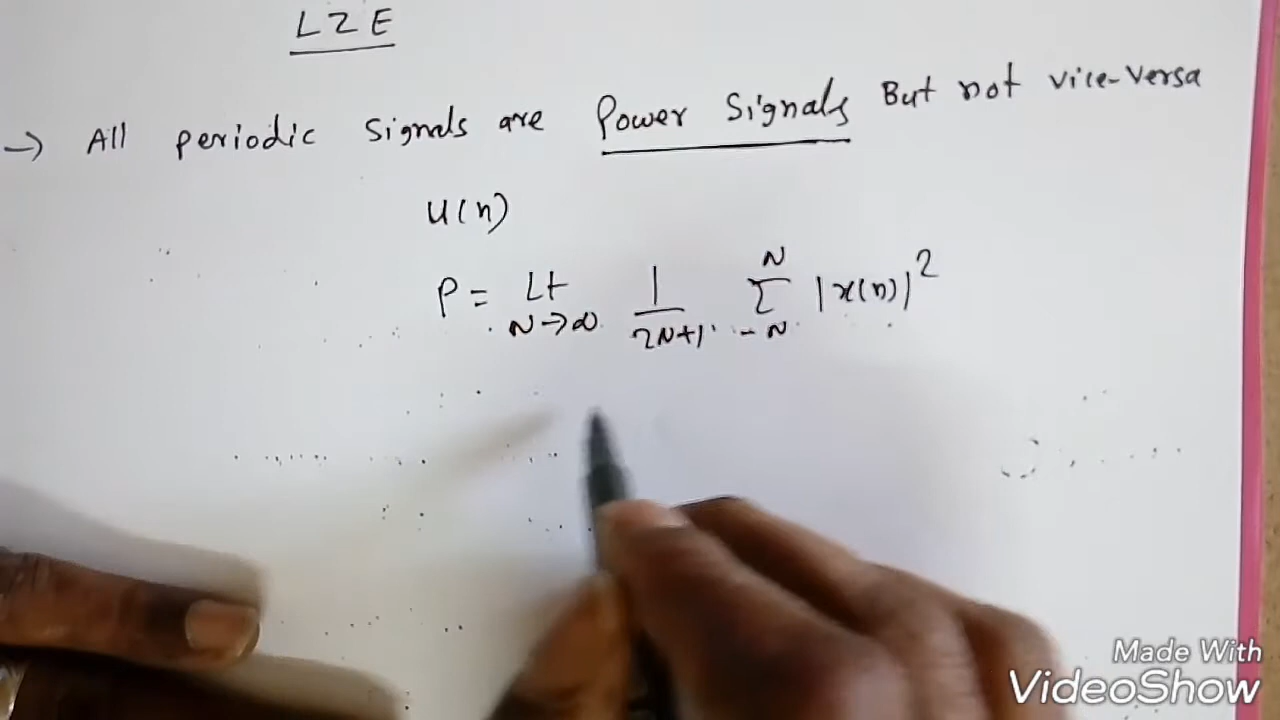 LZE
→ All periodic Signals are Power Signals But not vice-versa
u(n)
P = Lt N→∞ 1/2N+1 N Σ -N |x(n)|²
Made With
VideoShow